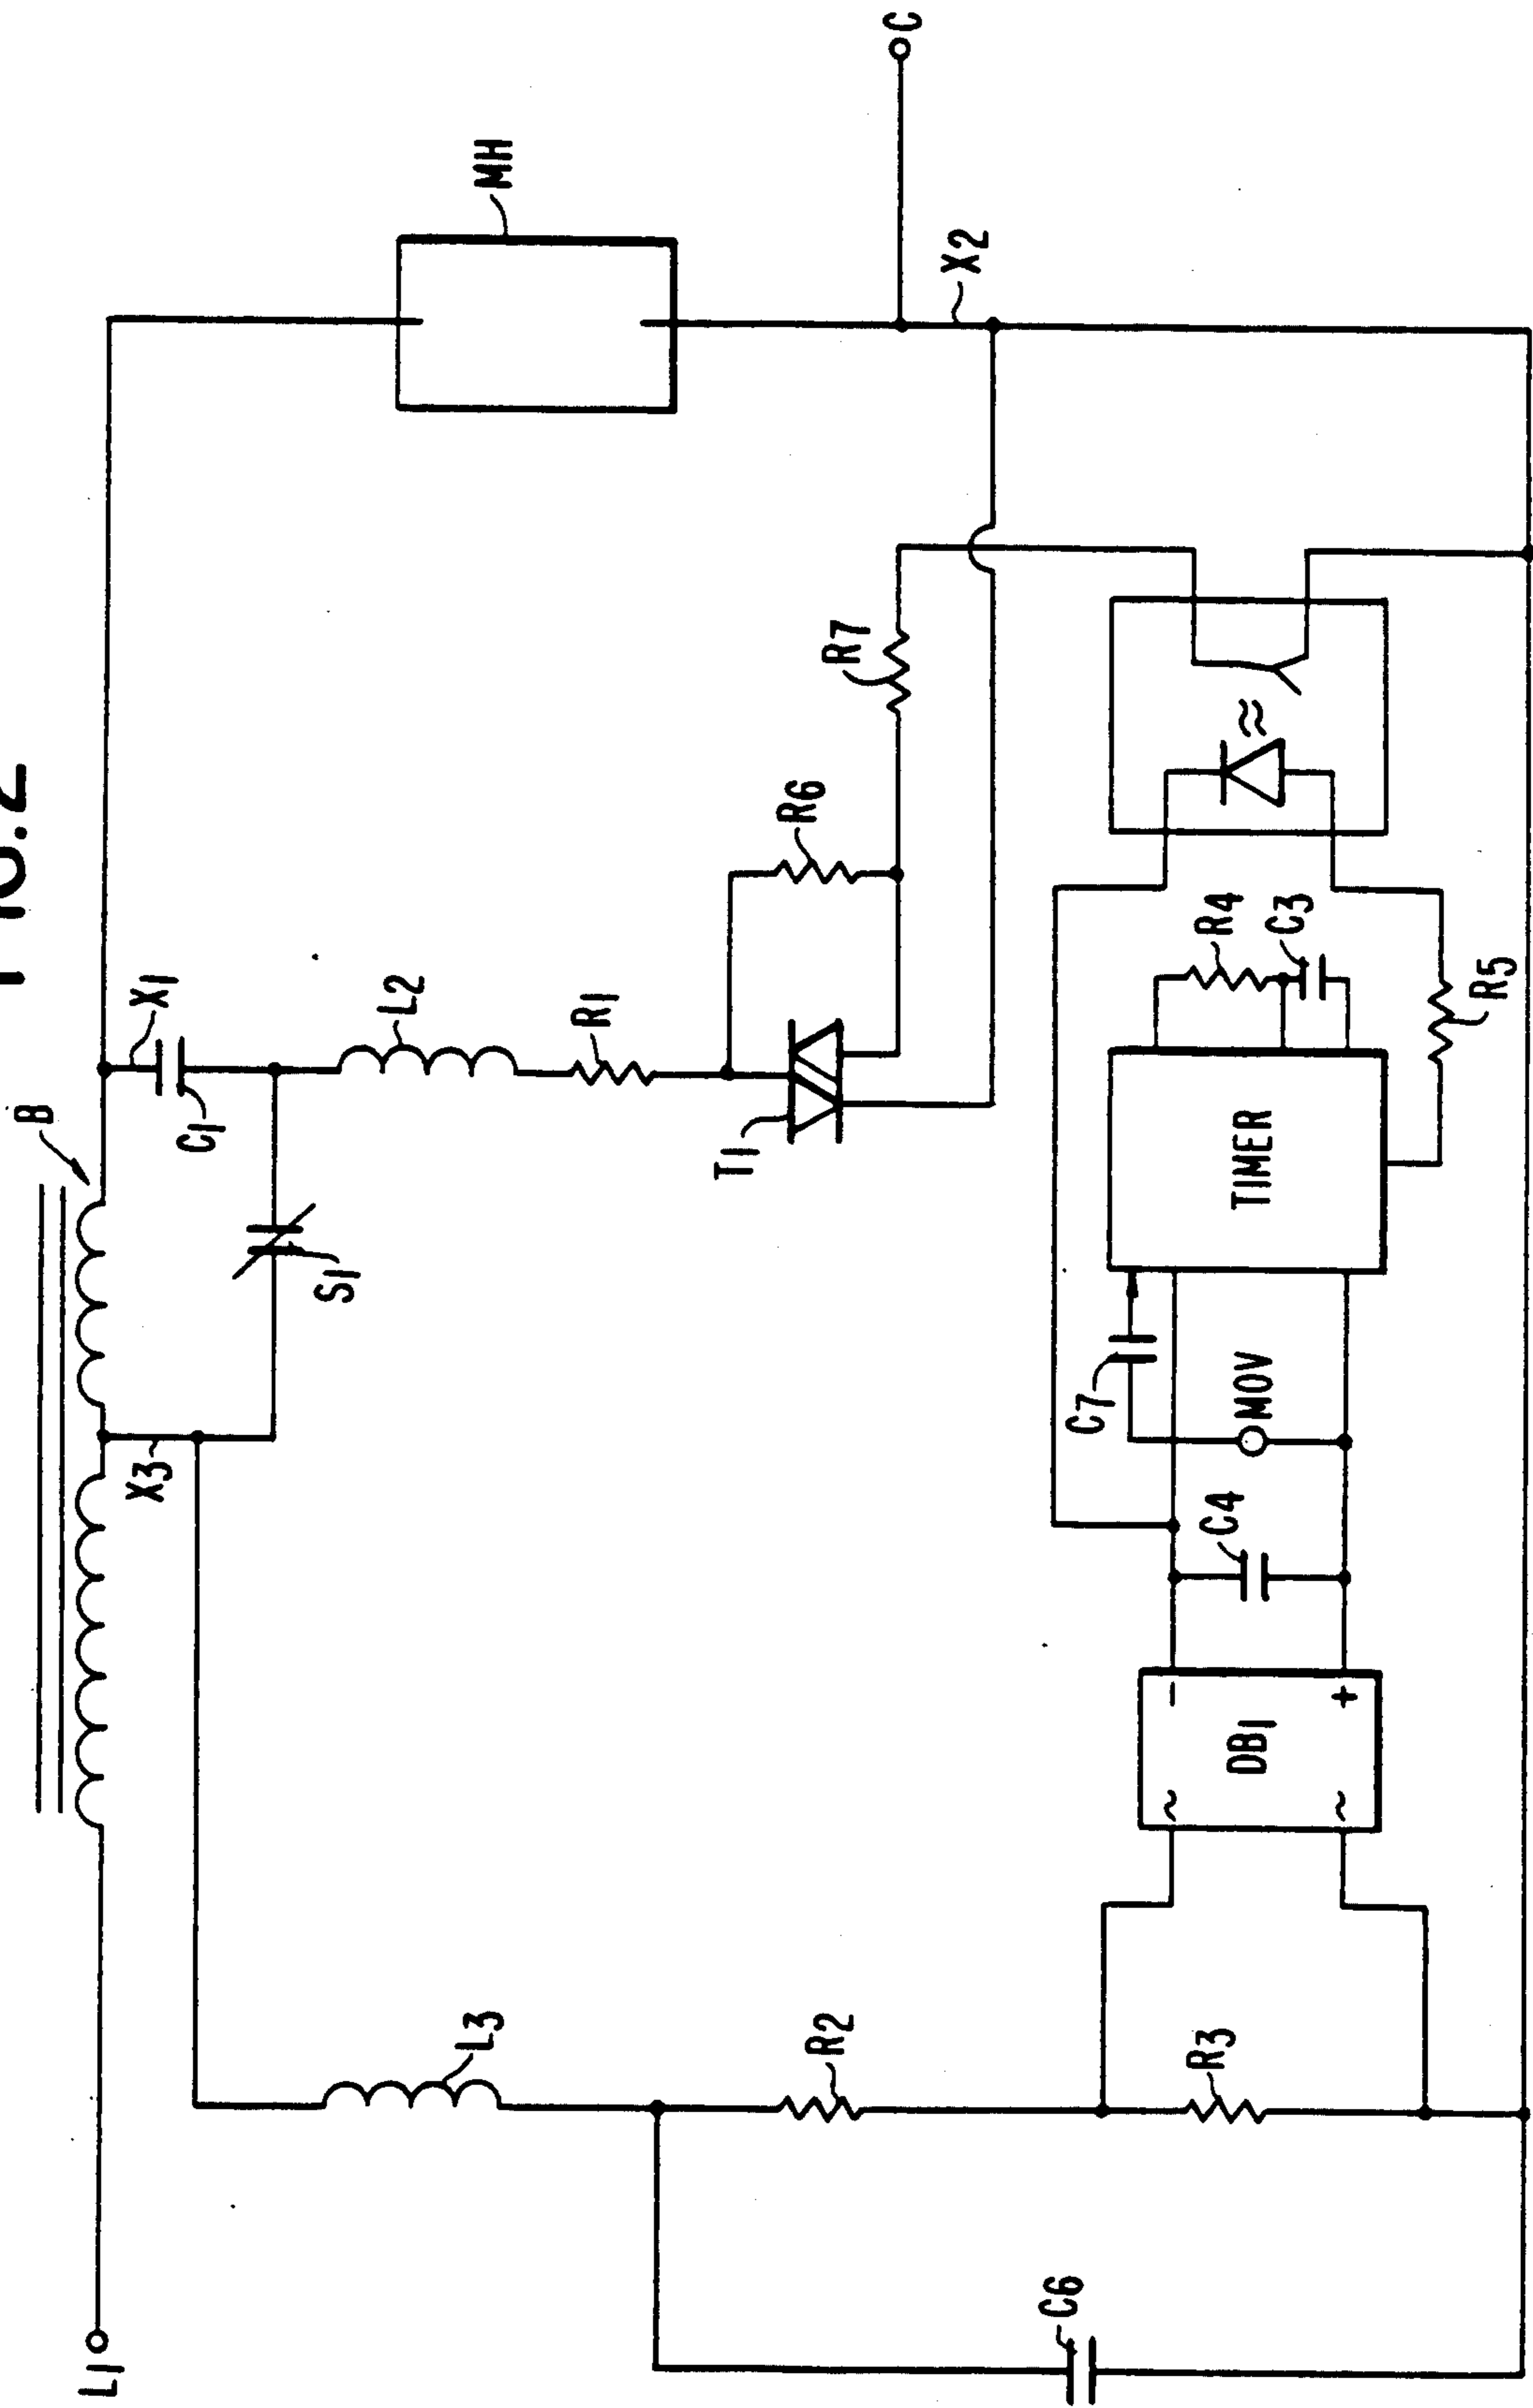 FIG.2
L1
B
X3
X1
C1
S1
L2
R1
T1
R6
R7
MH
C
X2
L3
C6
R2
R3
DB1
~
~
-
+
C4
C7
MOV
TIMER
R4
C3
R5